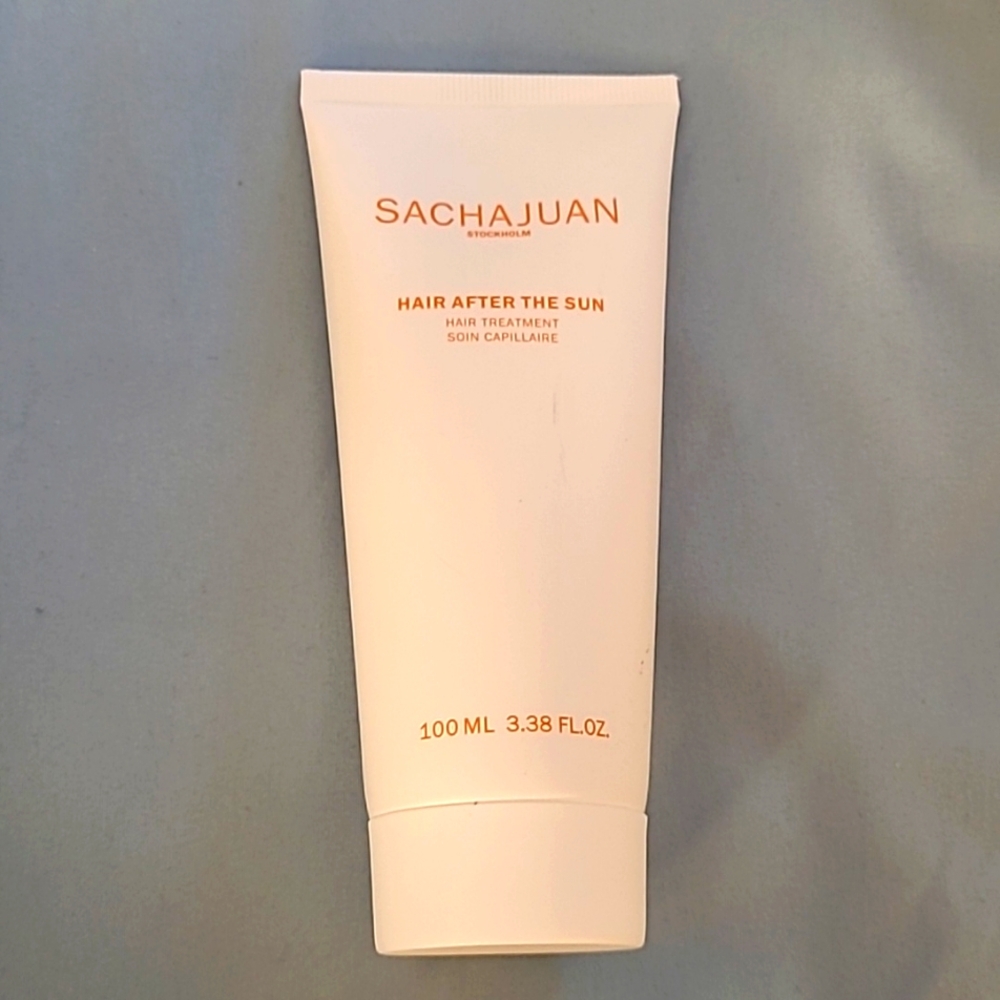 SACHAJUAN
STOCKHOLM
HAIR AFTER THE SUN
HAIR TREATMENT
SOIN CAPILLAIRE
100 ML 3.38 FL.OZ.